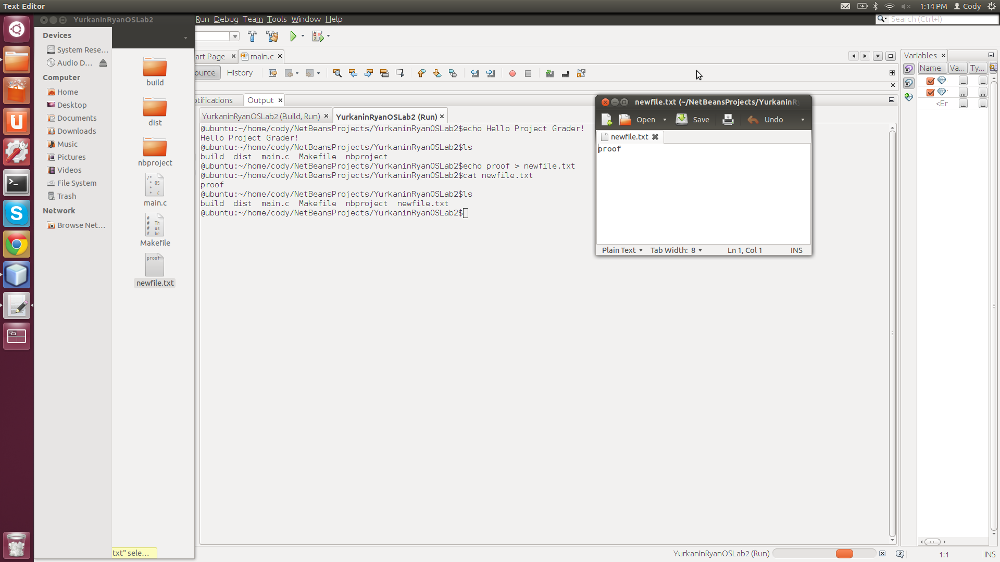 Text Editor
1:14 PM Cody
YurkaninRyanOSLab2
Run Debug Team Tools Window Help
Search (Ctrl+I)
Devices
System Rese...
Audio D...
Computer
Home
Desktop
Documents
Downloads
Music
Pictures
Videos
File System
Trash
Network
Browse Net...
build
dist
nbproject
main.c
Makefile
proof
newfile.txt
txt" sele...
art Page
main.c
ource
History
otifications
Output
YurkaninRyanOSLab2 (Build, Run)
YurkaninRyanOSLab2 (Run)
@ubuntu:~/home/cody/NetBeansProjects/YurkaninRyanOSLab2$echo Hello Project Grader!
Hello Project Grader!
@ubuntu:~/home/cody/NetBeansProjects/YurkaninRyanOSLab2$ls
build  dist  main.c  Makefile  nbproject
@ubuntu:~/home/cody/NetBeansProjects/YurkaninRyanOSLab2$echo proof > newfile.txt
@ubuntu:~/home/cody/NetBeansProjects/YurkaninRyanOSLab2$cat newfile.txt
proof
@ubuntu:~/home/cody/NetBeansProjects/YurkaninRyanOSLab2$ls
build  dist  main.c  Makefile  nbproject  newfile.txt
@ubuntu:~/home/cody/NetBeansProjects/YurkaninRyanOSLab2$
newfile.txt (~/NetBeansProjects/YurkaninRy
Open
Save
Undo
newfile.txt
proof
Plain Text
Tab Width: 8
Ln 1, Col 1
INS
Variables
Name Va... Ty...
<Er
YurkaninRyanOSLab2 (Run)
1:1
INS